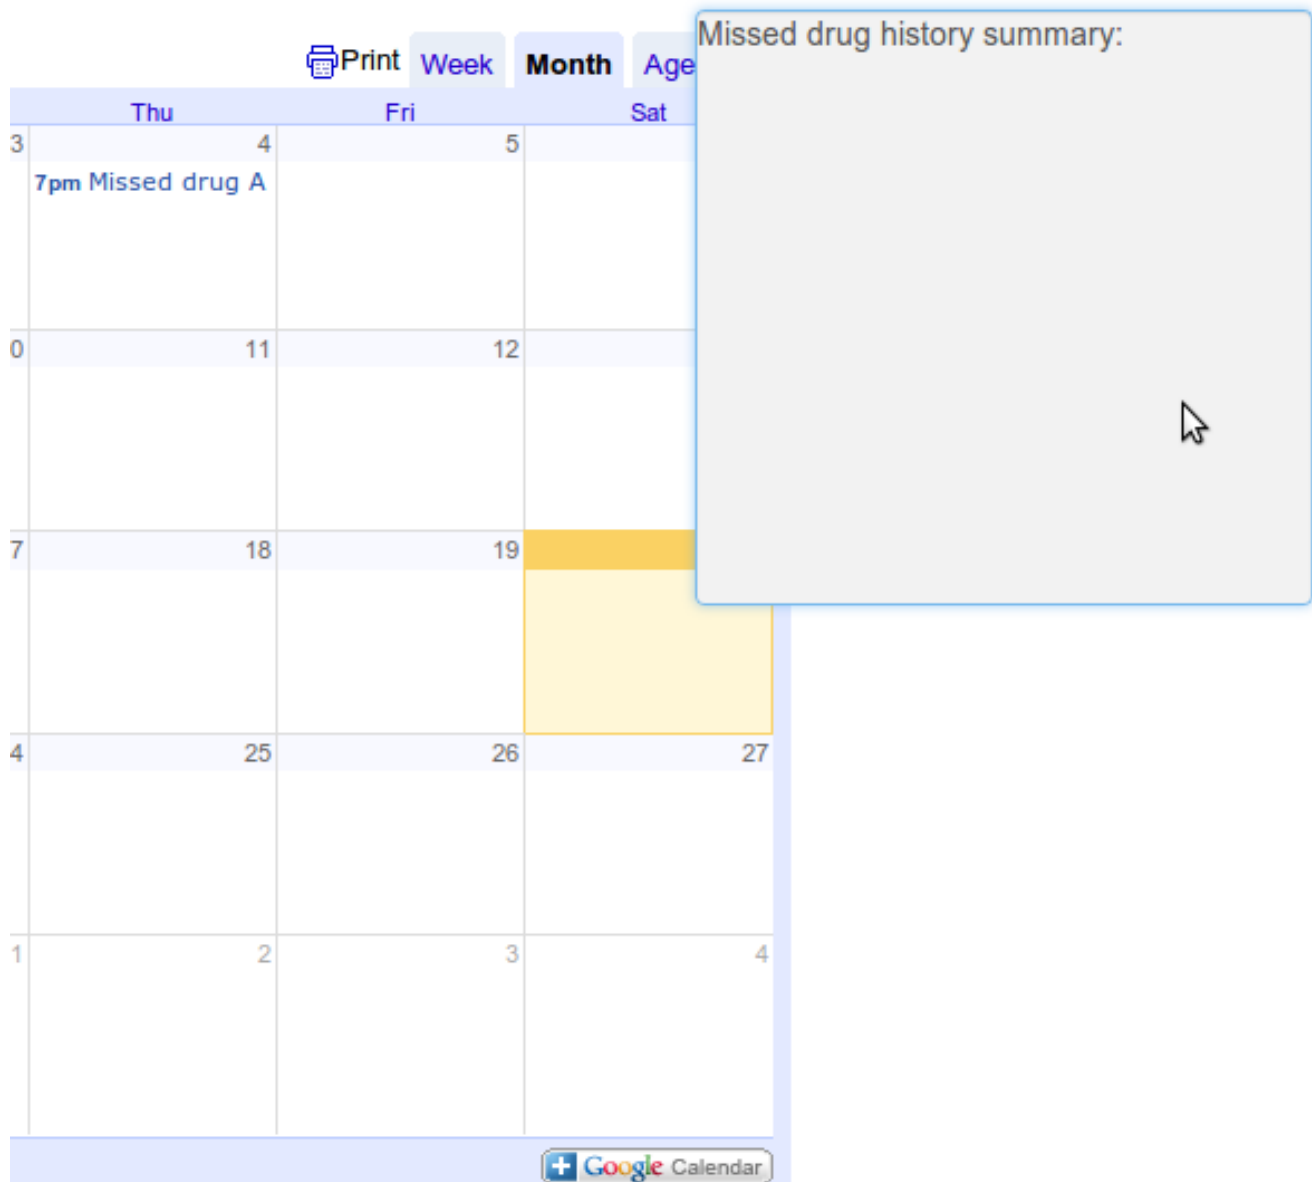 Missed drug history summary:
Print Week Month Age
Thu Fri Sat
3 4 5
7pm Missed drug A
0 11 12
7 18 19
4 25 26 27
1 2 3 4
Google Calendar